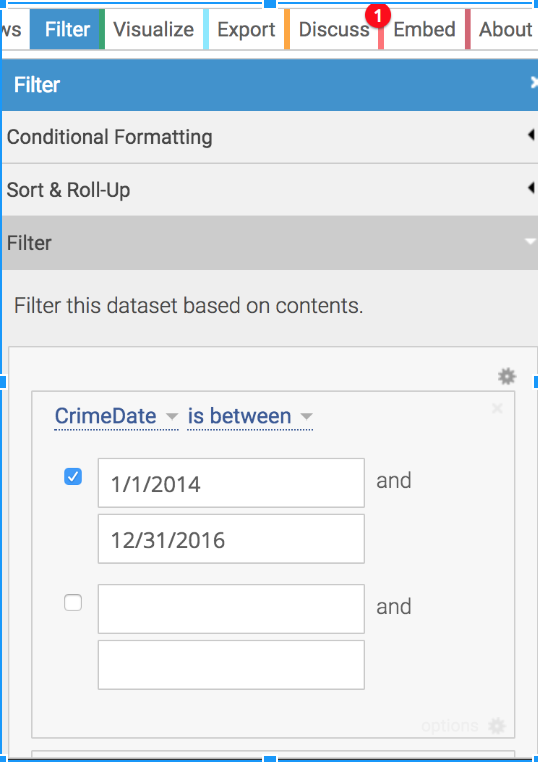 ws Filter Visualize Export Discuss 1 Embed About
Filter
Conditional Formatting
Sort & Roll-Up
Filter
Filter this dataset based on contents.
CrimeDate is between
1/1/2014 and
12/31/2016
and
options